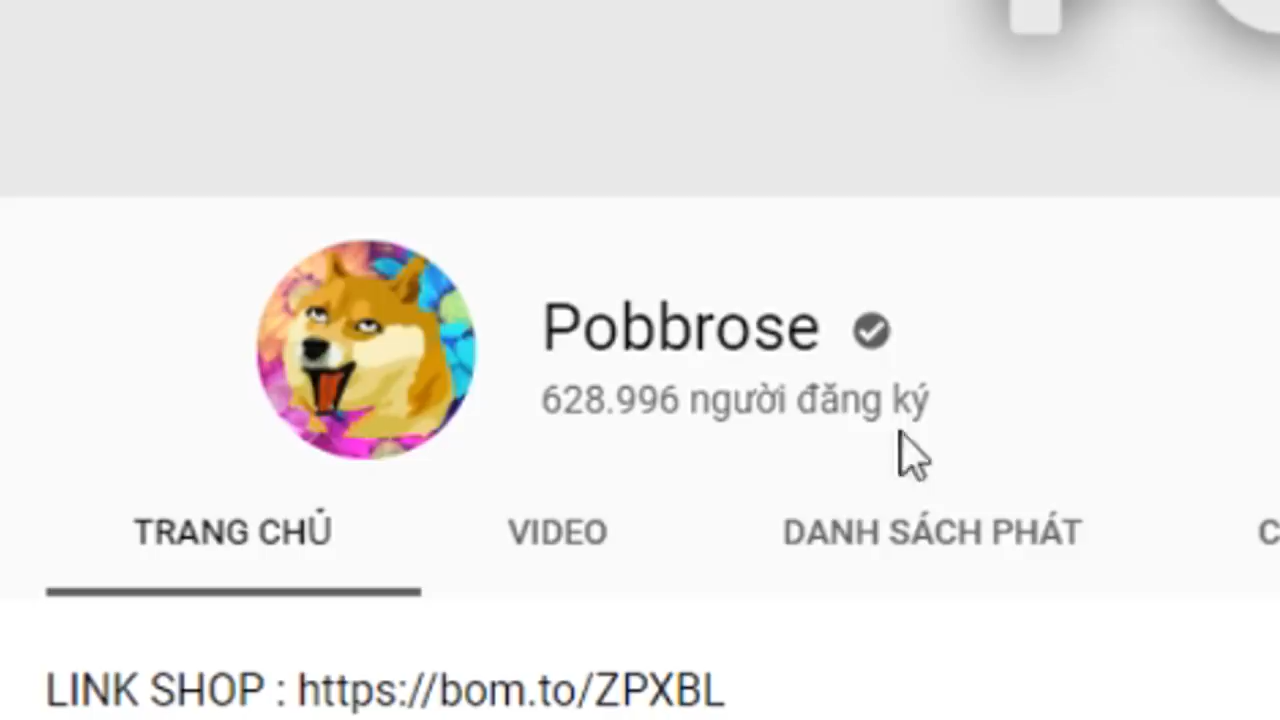 Pobbrose
628.996 người đăng ký
TRANG CHỦ VIDEO DANH SÁCH PHÁT
LINK SHOP : https://bom.to/ZPXBL